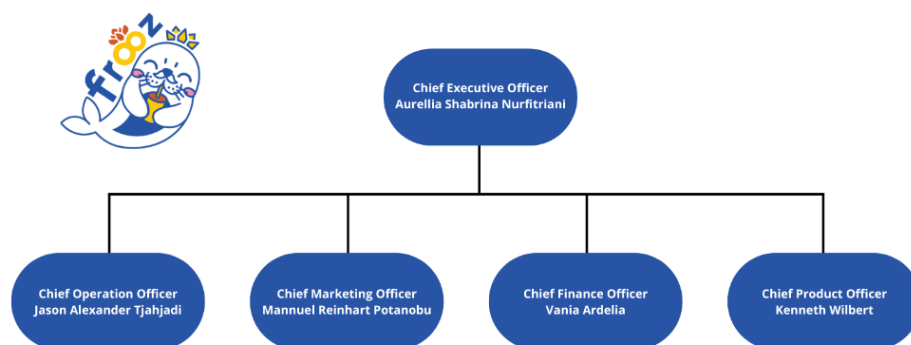 frooz
Chief Executive Officer
Aurellia Shabrina Nurfitriani
Chief Operation Officer
Jason Alexander Tjahjadi
Chief Marketing Officer
Mannuel Reinhart Potanobu
Chief Finance Officer
Vania Ardelia
Chief Product Officer
Kenneth Wilbert